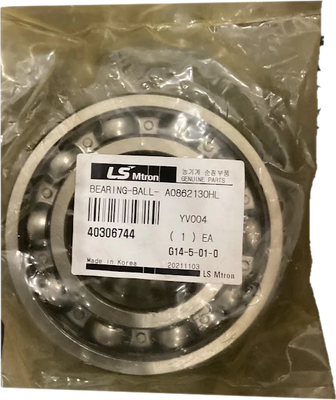 LS Mtron
농기계 순정부품
GENUINE PARTS
BEARING-BALL- A0862130HL
YV004
40306744 ( 1 ) EA
G14-5-01-0
Made in Korea 20211103 LS Mtron